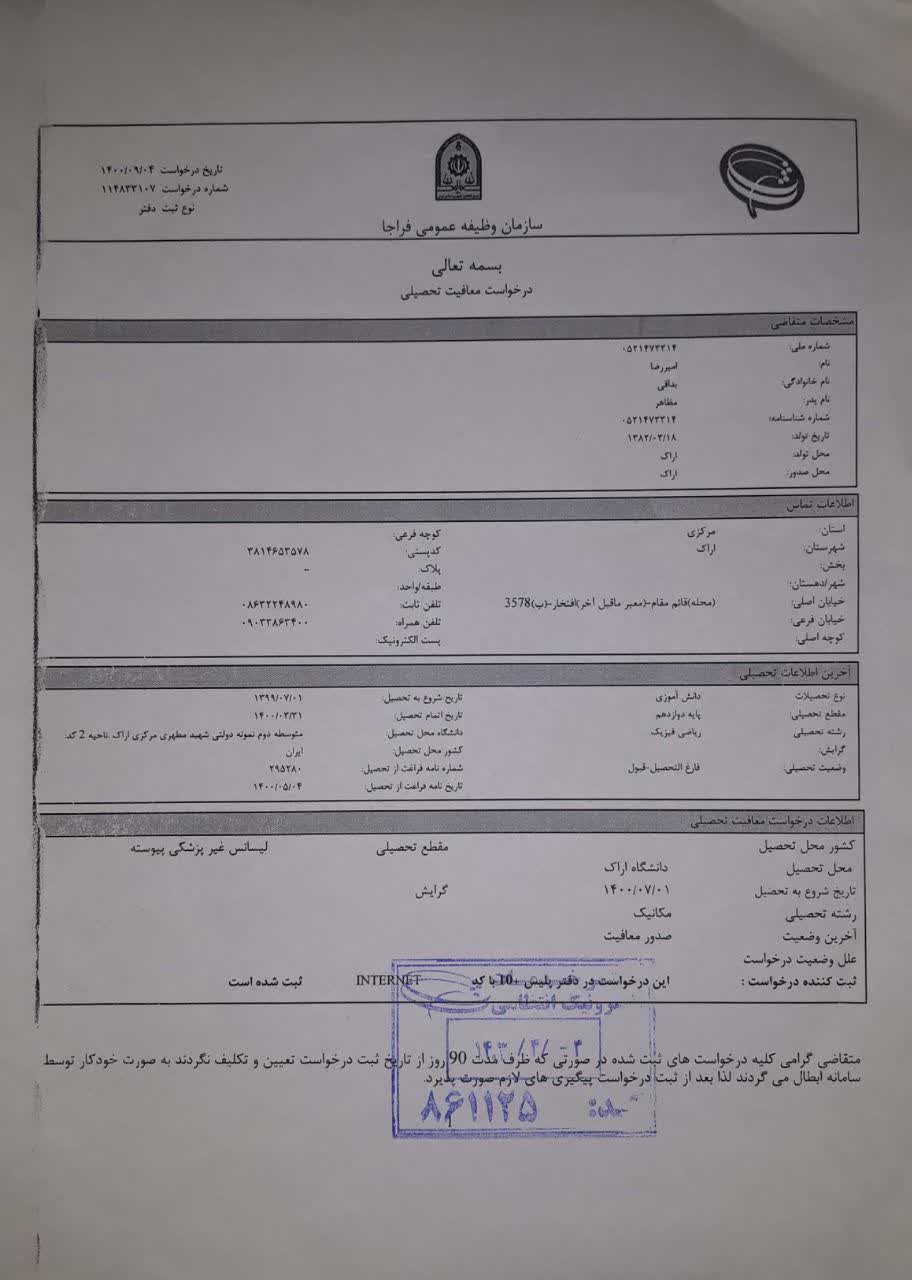 تاریخ درخواست ۱۴۰۰/۰۹/۰۴
شماره درخواست ۱۱۴۸۳۳۱۰۷
نوع ثبت دفتر
سازمان وظیفه عمومی فراجا
بسمه تعالی
درخواست معافیت تحصیلی
مشخصات متقاضی
شماره ملی: ۰۵۲۱۴۷۳۳۱۴
نام: امیررضا
نام خانوادگی: یداقی
نام پدر: مظاهر
شماره شناسنامه: ۰۵۲۱۴۷۳۳۱۴
تاریخ تولد: ۱۳۸۲/۰۳/۱۸
محل تولد: اراک
محل صدور: اراک
اطلاعات تماس
استان: مرکزی کوچه فرعی:
شهرستان: اراک کدپستی: ۳۸۱۴۶۵۳۵۷۸
بخش: پلاک: –
شهر/دهستان: طبقه/واحد:
خیابان اصلی: (محله)قائم مقام-(معبر ماقبل آخر)افتخار-(پ)3578 تلفن ثابت: ۰۸۶۳۲۲۴۸۹۸۰
خیابان فرعی: تلفن همراه: ۰۹۰۳۳۸۶۳۴۰۰
کوچه اصلی: پست الکترونیک:
آخرین اطلاعات تحصیلی
نوع تحصیلات دانش آموزی تاریخ شروع به تحصیل: ۱۳۹۹/۰۷/۰۱
مقطع تحصیلی: پایه دوازدهم تاریخ اتمام تحصیل: ۱۴۰۰/۰۳/۳۱
رشته تحصیلی ریاضی فیزیک دانشگاه محل تحصیل: متوسطه دوم نمونه دولتی شهید مطهری مرکزی اراک .ناحیه 2 کد:
گرایش: کشور محل تحصیل: ایران
وضعیت تحصیلی: فارغ التحصیل-قبول شماره نامه فراغت از تحصیل: ۲۹۵۲۸۰
تاریخ نامه فراغت از تحصیل: ۱۴۰۰/۰۵/۰۴
اطلاعات درخواست معافیت تحصیلی
کشور محل تحصیل مقطع تحصیلی لیسانس غیر پزشکی پیوسته
محل تحصیل دانشگاه اراک
تاریخ شروع به تحصیل ۱۴۰۰/۰۷/۰۱ گرایش
رشته تحصیلی مکانیک
آخرین وضعیت صدور معافیت
علل وضعیت درخواست
ثبت کننده درخواست : این درخواست در دفتر پلیس +10 با کد INTERNET ثبت شده است
متقاضی گرامی کلیه درخواست های ثبت شده در صورتی که ظرف مدت 90 روز از تاریخ ثبت درخواست تعیین و تکلیف نگردند به صورت خودکار توسط
سامانه ابطال می گردند لذا بعد از ثبت درخواست پیگیری های لازم صورت پذیرد.
۸۶۱۱۲۵
1